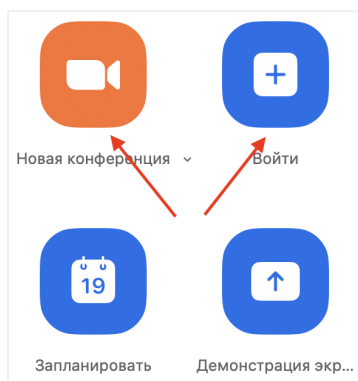 Новая конференция
Войти
19
Запланировать
Демонстрация экр...